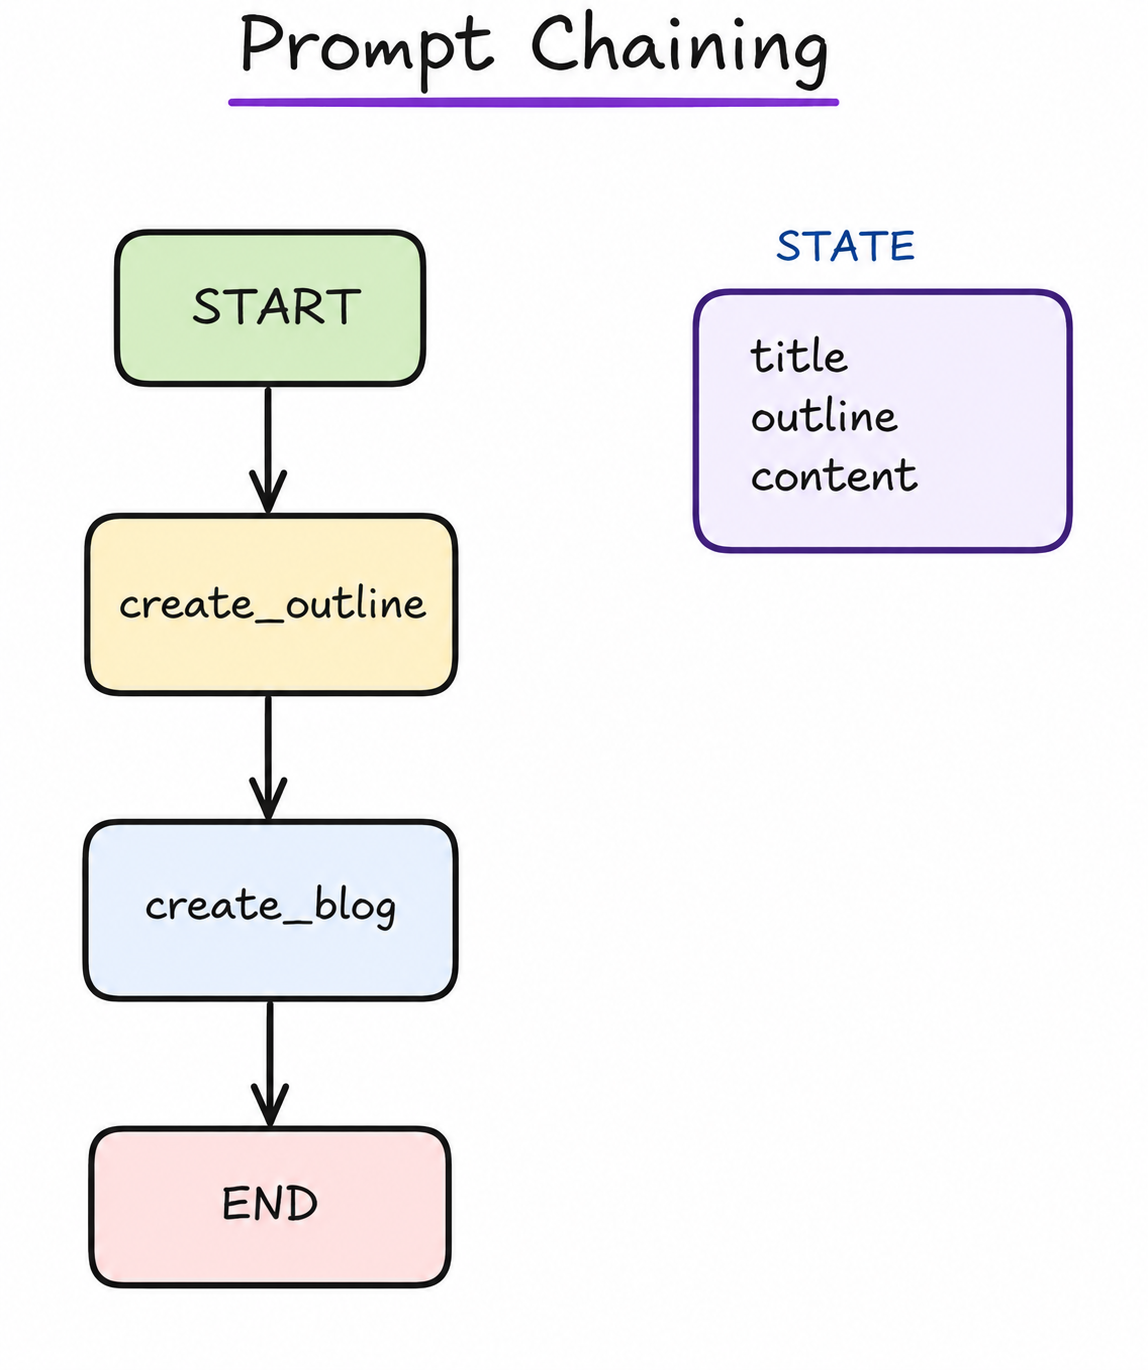 Prompt Chaining
START
create_outline
create_blog
END
STATE
title
outline
content